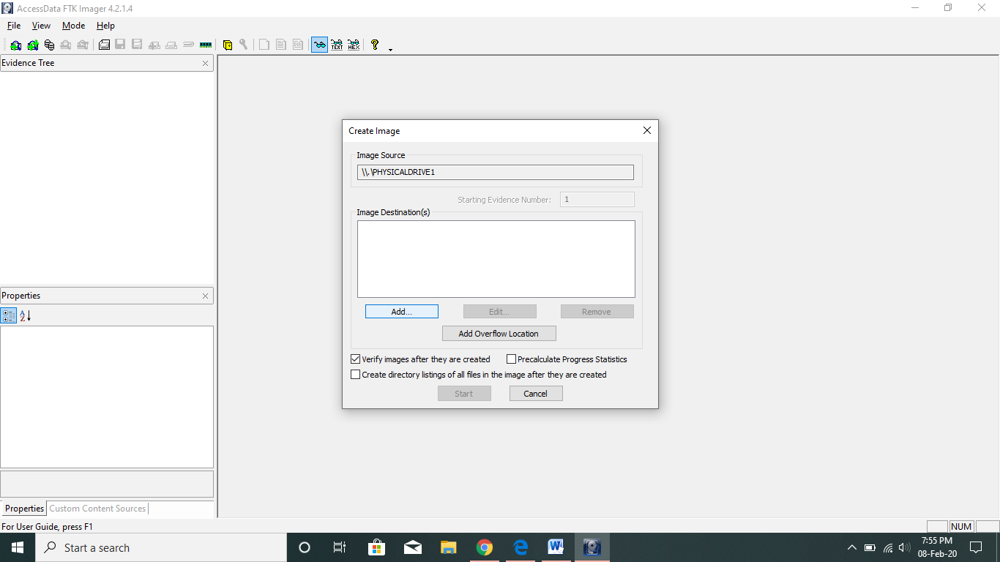 AccessData FTK Imager 4.2.1.4
File View Mode Help
TEXT HEX
DIR
Evidence Tree
Create Image
Image Source
\\.\PHYSICALDRIVE1
Starting Evidence Number: 1
Image Destination(s)
Properties
A
Z
Add... Edit... Remove
Add Overflow Location
Verify images after they are created Precalculate Progress Statistics
Create directory listings of all files in the image after they are created
Start Cancel
Properties Custom Content Sources
For User Guide, press F1 NUM
Start a search
7:55 PM
08-Feb-20